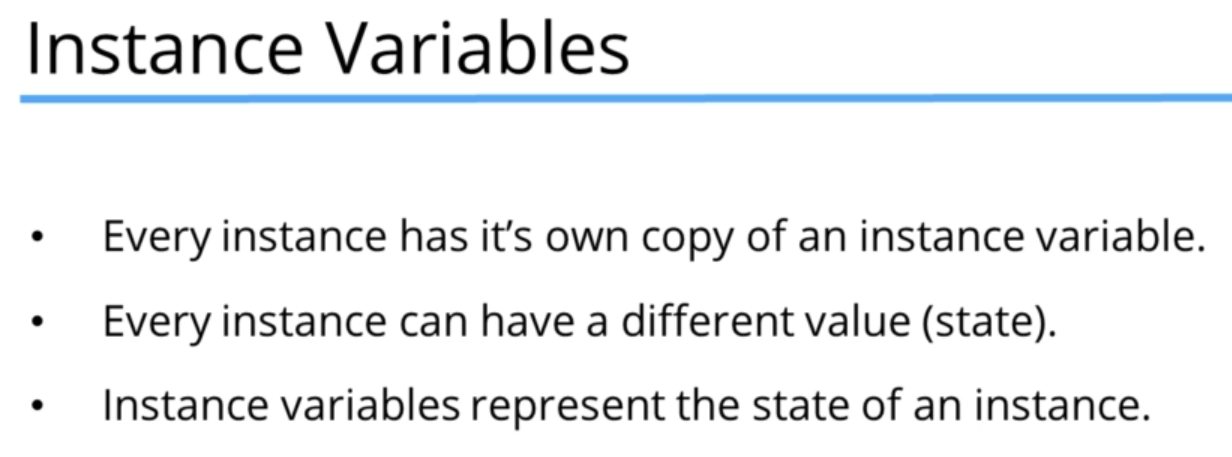 Instance Variables
• Every instance has it’s own copy of an instance variable.
• Every instance can have a different value (state).
• Instance variables represent the state of an instance.